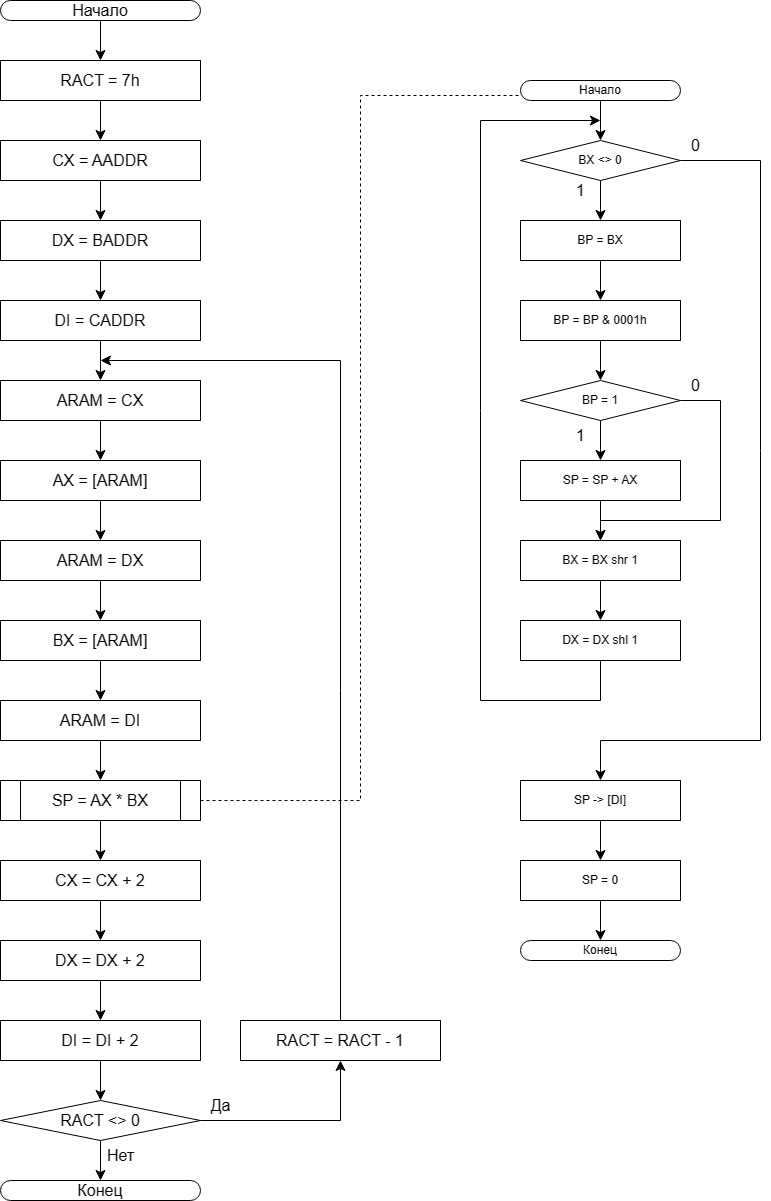 Начало
RACT = 7h
CX = AADDR
DX = BADDR
DI = CADDR
ARAM = CX
AX = [ARAM]
ARAM = DX
BX = [ARAM]
ARAM = DI
SP = AX * BX
CX = CX + 2
DX = DX + 2
DI = DI + 2
RACT <> 0
Да
RACT = RACT - 1
Нет
Конец
Начало
BX <> 0
0
1
BP = BX
BP = BP & 0001h
BP = 1
0
1
SP = SP + AX
BX = BX shr 1
DX = DX shl 1
SP -> [DI]
SP = 0
Конец